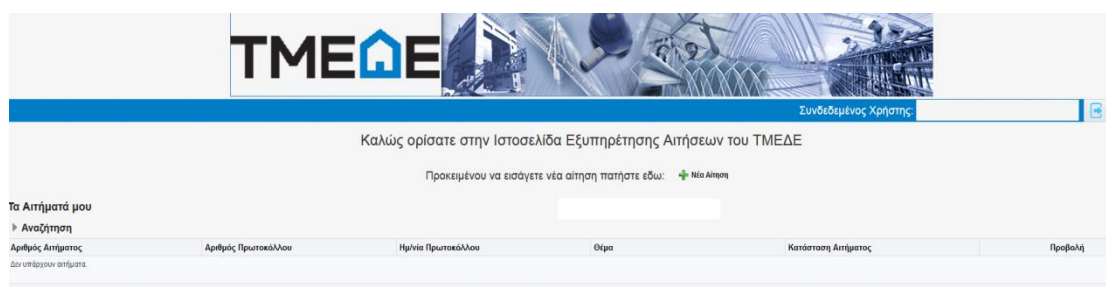 ΤΜΕΔΕ
Συνδεδεμένος Χρήστης:
Καλώς ορίσατε στην Ιστοσελίδα Εξυπηρέτησης Αιτήσεων του ΤΜΕΔΕ
Προκειμένου να εισάγετε νέα αίτηση πατήστε εδω: Νέα Αίτηση
Τα Αιτήματά μου
Αναζήτηση
Αριθμός Αιτήματος Αριθμός Πρωτοκόλλου Ημ/νία Πρωτοκόλλου Θέμα Κατάσταση Αιτήματος Προβολή
Δεν υπάρχουν αιτήματα.